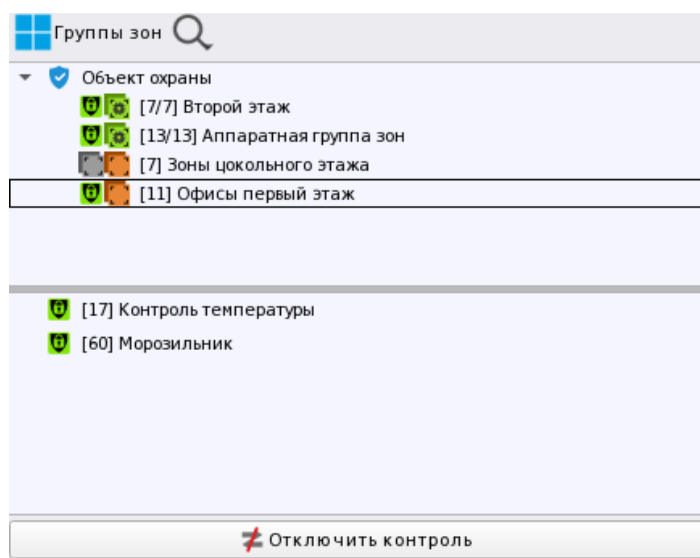 Группы зон
Объект охраны
[7/7] Второй этаж
[13/13] Аппаратная группа зон
[7] Зоны цокольного этажа
[11] Офисы первый этаж
[17] Контроль температуры
[60] Морозильник
Отключить контроль